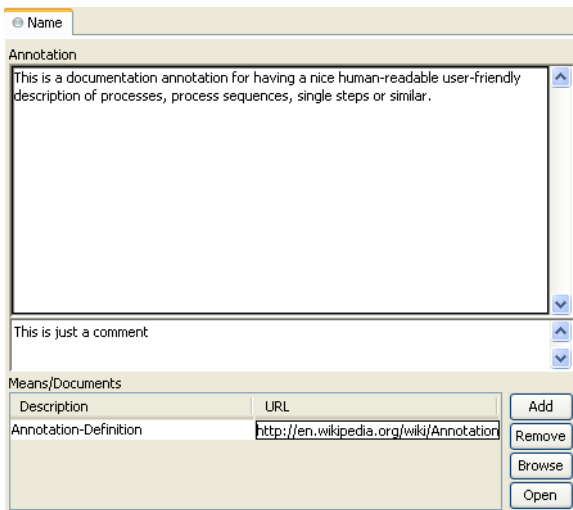 Name
Annotation
This is a documentation annotation for having a nice human-readable user-friendly
description of processes, process sequences, single steps or similar.
This is just a comment
Means/Documents
Description URL
Add
Annotation-Definition http://en.wikipedia.org/wiki/Annotation
Remove
Browse
Open